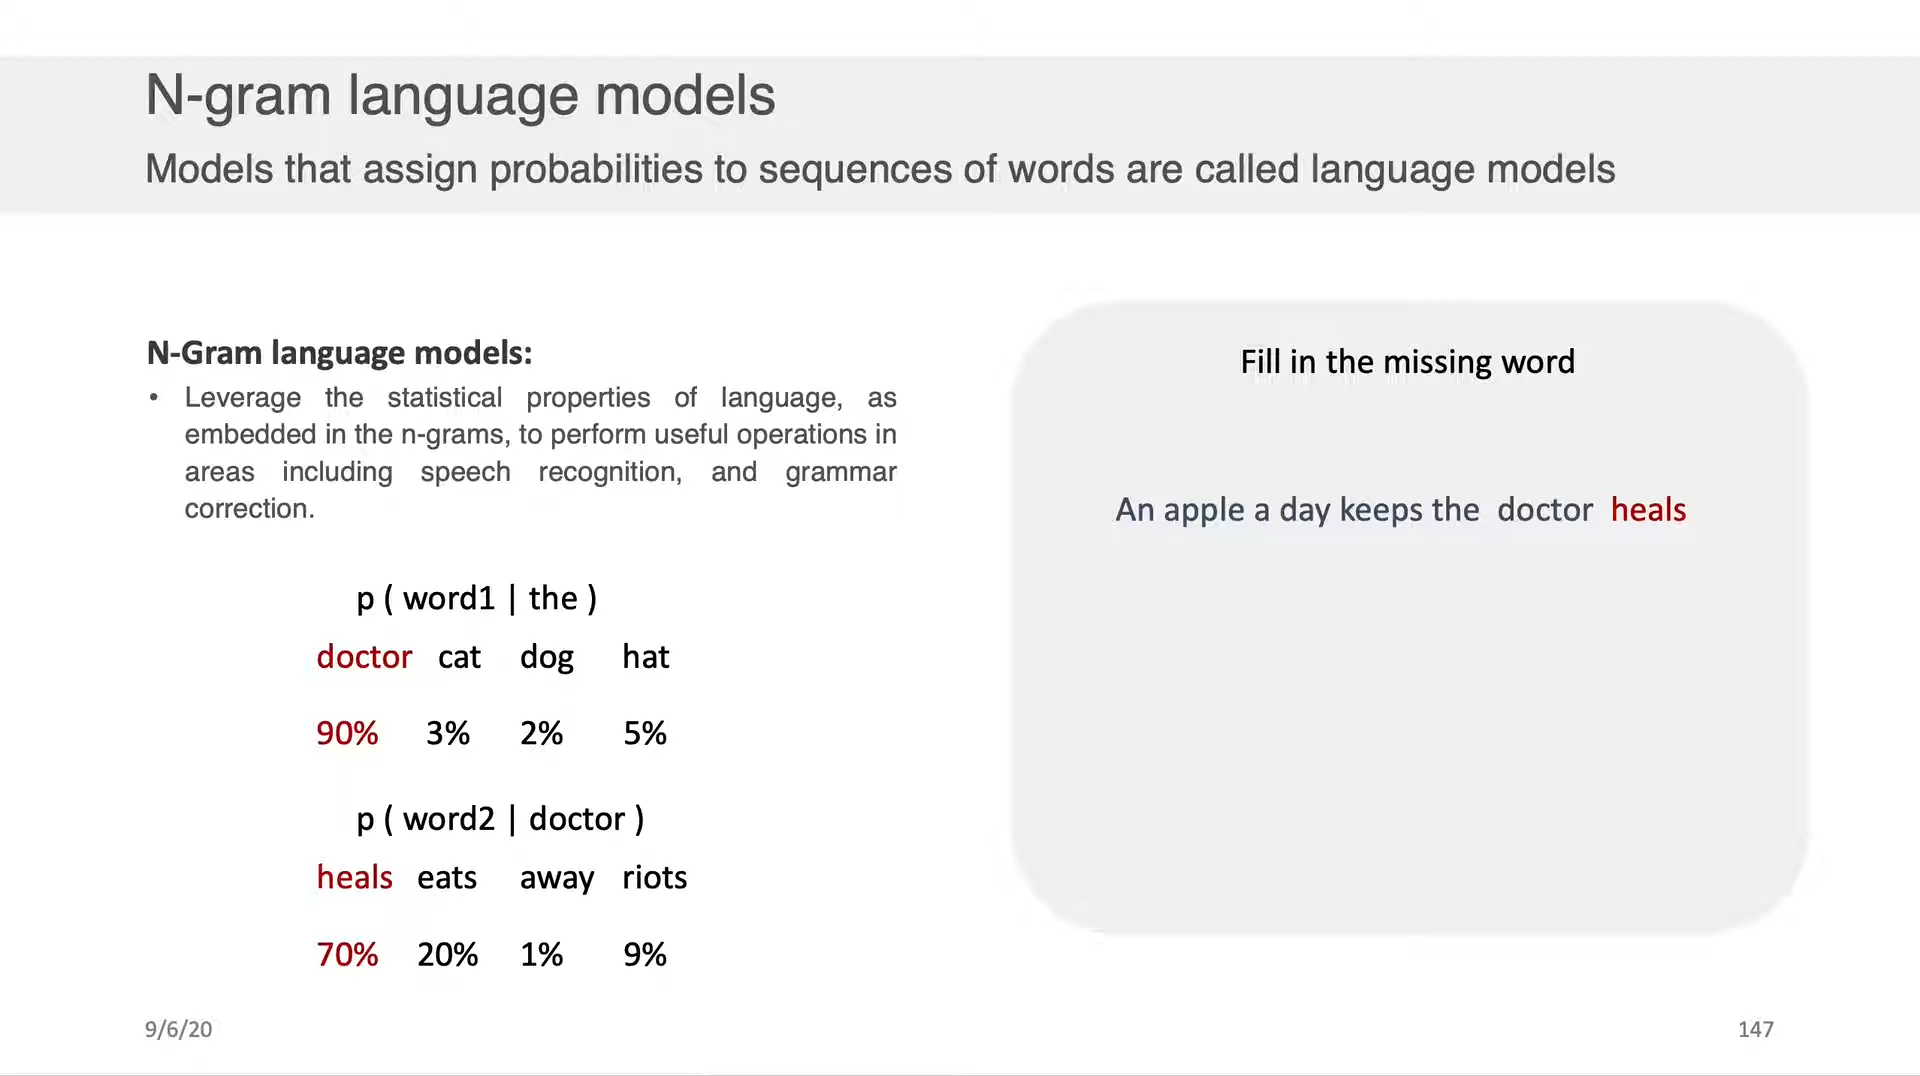 N-gram language models
Models that assign probabilities to sequences of words are called language models
N-Gram language models:
• Leverage the statistical properties of language, as
embedded in the n-grams, to perform useful operations in
areas including speech recognition, and grammar
correction.
p ( word1 | the )
doctor cat dog hat
90% 3% 2% 5%
p ( word2 | doctor )
heals eats away riots
70% 20% 1% 9%
Fill in the missing word
An apple a day keeps the doctor heals
9/6/20
147